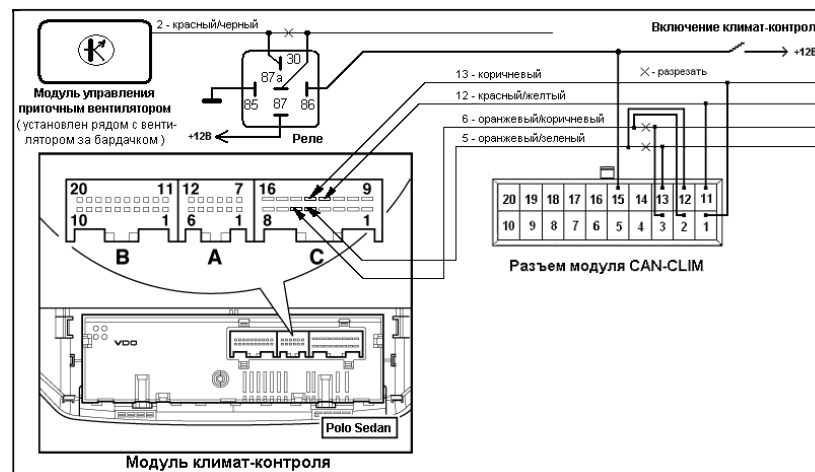 2 - красный/черный
Включение климат-контроля
+12В
30
87a
85
87
86
Реле
+12В
Модуль управления
приточным вентилятором
( установлен рядом с венти-
лятором за бардачком )
13 - коричневый
× - разрезать
12 - красный/желтый
6 - оранжевый/коричневый
5 - оранжевый/зеленый
20 11 12 7 16 9
10 1 6 1 8 1
B A C
20 19 18 17 16 15 14 13 12 11
10 9 8 7 6 5 4 3 2 1
Разъем модуля CAN-CLIM
VDO
Polo Sedan
Модуль климат-контроля